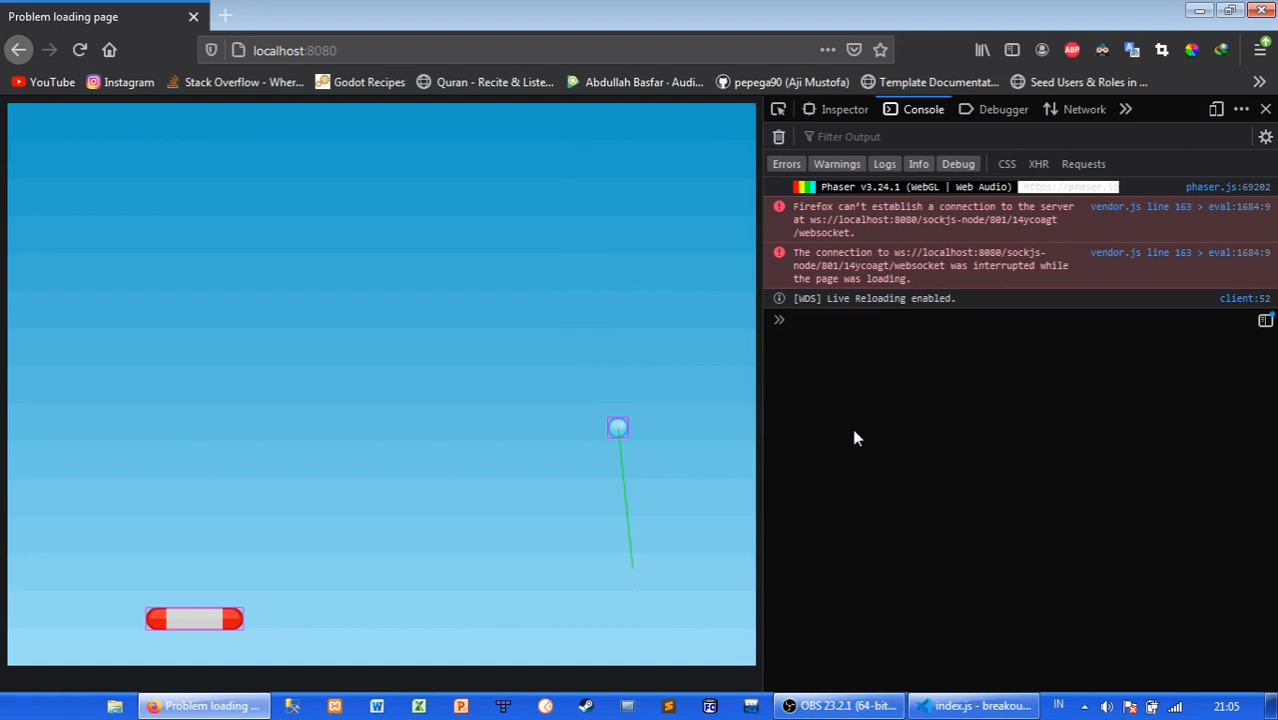 Problem loading page
localhost:8080
YouTube
Instagram
Stack Overflow - Wher...
Godot Recipes
Quran - Recite & Liste...
Abdullah Basfar · Audi...
pepega90 (Aji Mustofa)
Template Documentat...
Seed Users & Roles in ...
Inspector
Console
Debugger
Network
Filter Output
Errors
Warnings
Logs
Info
Debug
CSS
XHR
Requests
Phaser v3.24.1 (WebGL | Web Audio) https://phaser.io phaser.js:69202
Firefox can't establish a connection to the server vendor.js line 163 > eval:1684:9
at ws://localhost:8080/sockjs-node/801/14ycoagt
/websocket.
The connection to ws://localhost:8080/sockjs- vendor.js line 163 > eval:1684:9
node/801/14ycoagt/websocket was interrupted while
the page was loading.
[WDS] Live Reloading enabled. client:52
Problem loading ...
OBS 23.2.1 (64-bit...
index.js - breakou...
IN
21:05